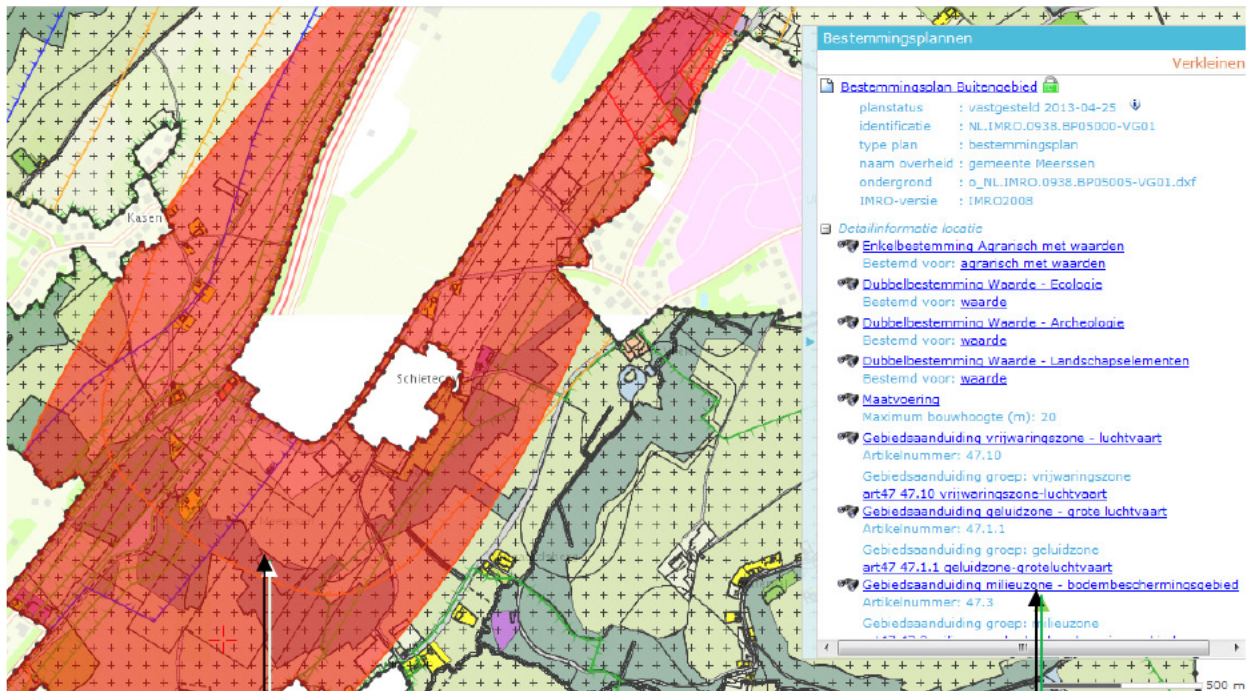 Bestemmingsplannen
Verkleinen
Bestemmingsplan Buitengebied
planstatus : vastgesteld 2013-04-25
identificatie : NL.IMRO.0938.BP05000-VG01
type plan : bestemmingsplan
naam overheid : gemeente Meerssen
ondergrond : o_NL.IMRO.0938.BP05005-VG01.dxf
IMRO-versie : IMRO2008
Detailinformatie locatie
Enkelbestemming Agrarisch met waarden
Bestemd voor: agrarisch met waarden
Dubbelbestemming Waarde - Ecologie
Bestemd voor: waarde
Dubbelbestemming Waarde - Archeologie
Bestemd voor: waarde
Dubbelbestemming Waarde - Landschapselementen
Bestemd voor: waarde
Maatvoering
Maximum bouwhoogte (m): 20
Gebiedsaanduiding vrijwaringszone - luchtvaart
Artikelnummer: 47.10
Gebiedsaanduiding groep: vrijwaringszone
art47 47.10 vrijwaringszone-luchtvaart
Gebiedsaanduiding geluidzone - grote luchtvaart
Artikelnummer: 47.1.1
Gebiedsaanduiding groep: geluidzone
art47 47.1.1 geluidzone-groteluchtvaart
Gebiedsaanduiding milieuzone - bodembeschermingsgebied
Artikelnummer: 47.3
Gebiedsaanduiding groep: milieuzone
Kasen
500 m